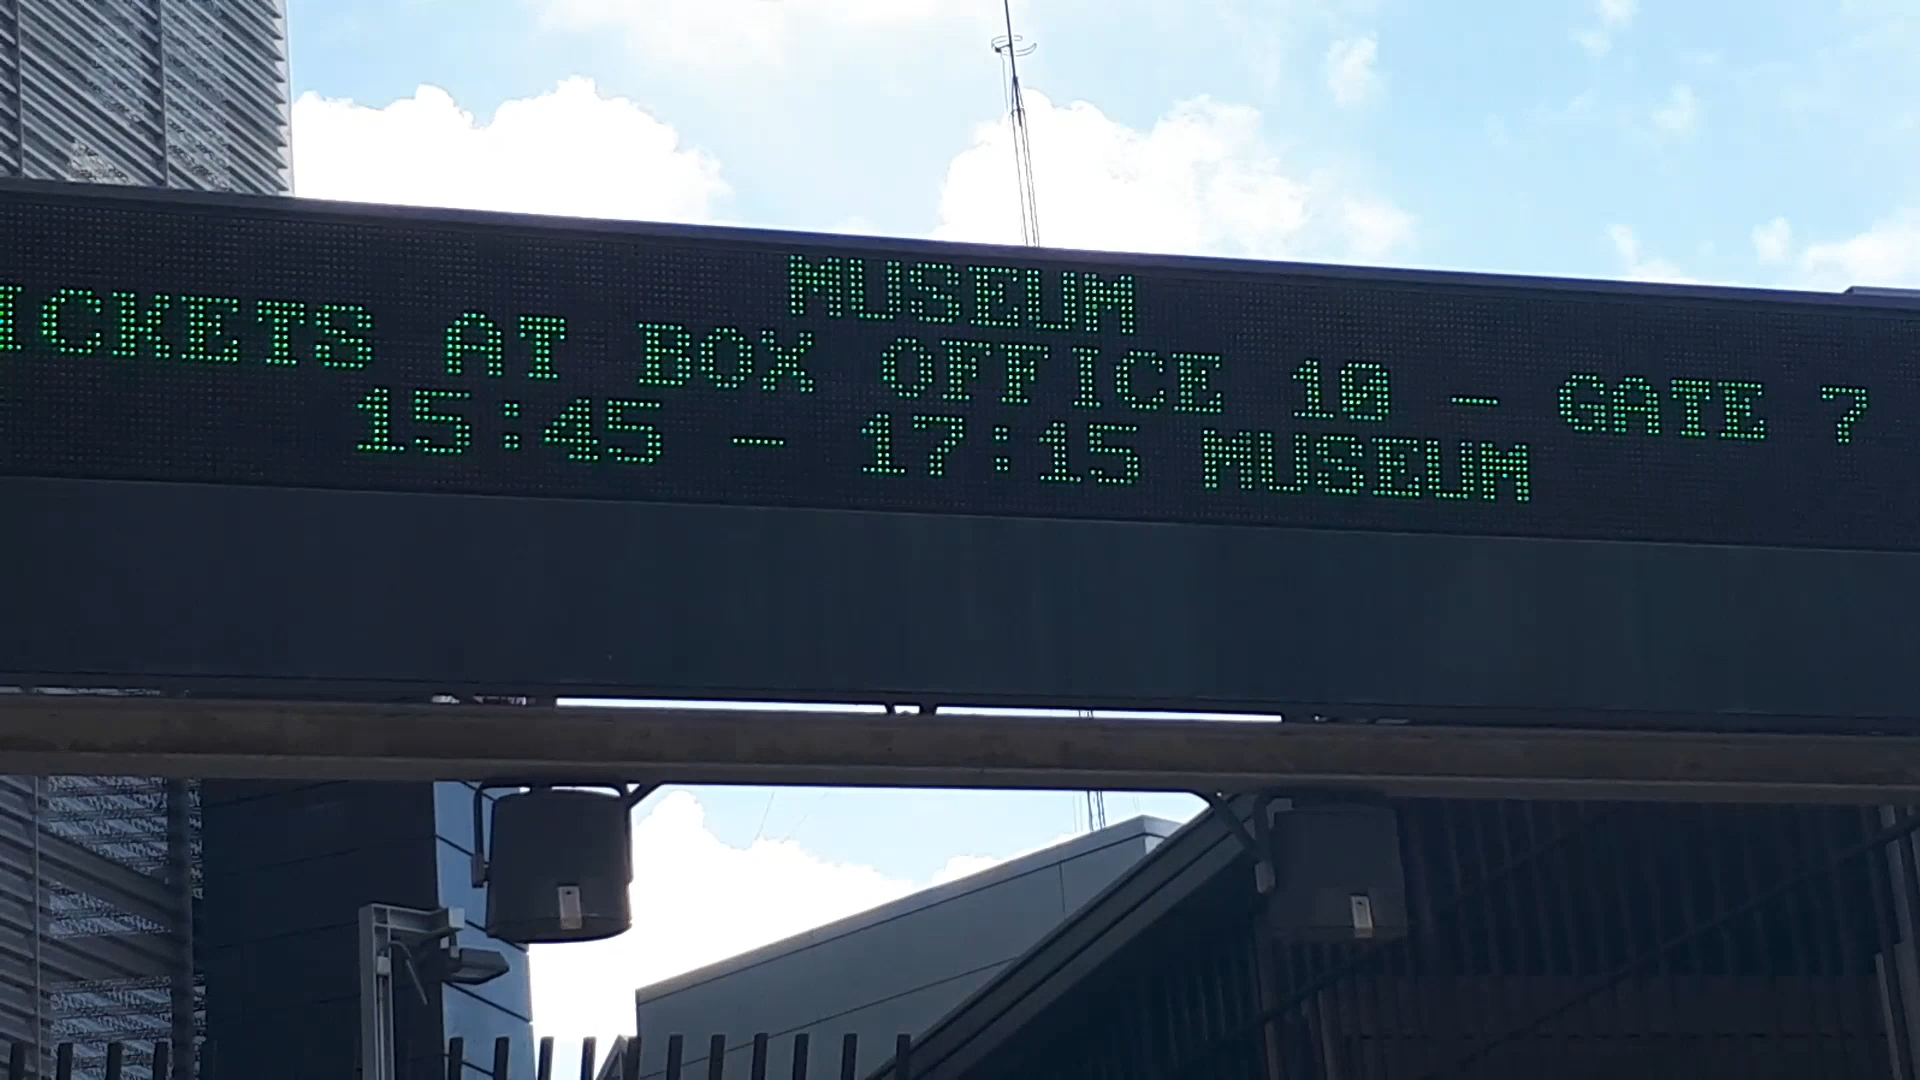 MUSEUM
ICKETS AT BOX OFFICE 10 - GATE 7
15:45 - 17:15 MUSEUM